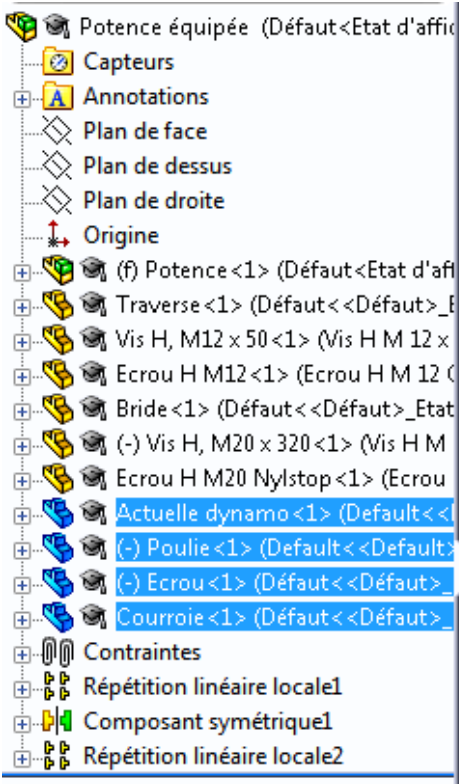 Potence équipée (Défaut<Etat d'affic
Capteurs
Annotations
Plan de face
Plan de dessus
Plan de droite
Origine
(f) Potence<1> (Défaut<Etat d'aff
Traverse<1> (Défaut<<Défaut>_E
Vis H, M12 x 50<1> (Vis H M 12 x
Ecrou H M12<1> (Ecrou H M 12 C
Bride<1> (Défaut<<Défaut>_Etat
(-) Vis H, M20 x 320<1> (Vis H M
Ecrou H M20 Nylstop<1> (Ecrou
Actuelle dynamo<1> (Default<<
(-) Poulie<1> (Default<<Default>
(-) Ecrou<1> (Défaut<<Défaut>_
Courroie<1> (Défaut<<Défaut>_
Contraintes
Répétition linéaire locale1
Composant symétrique1
Répétition linéaire locale2